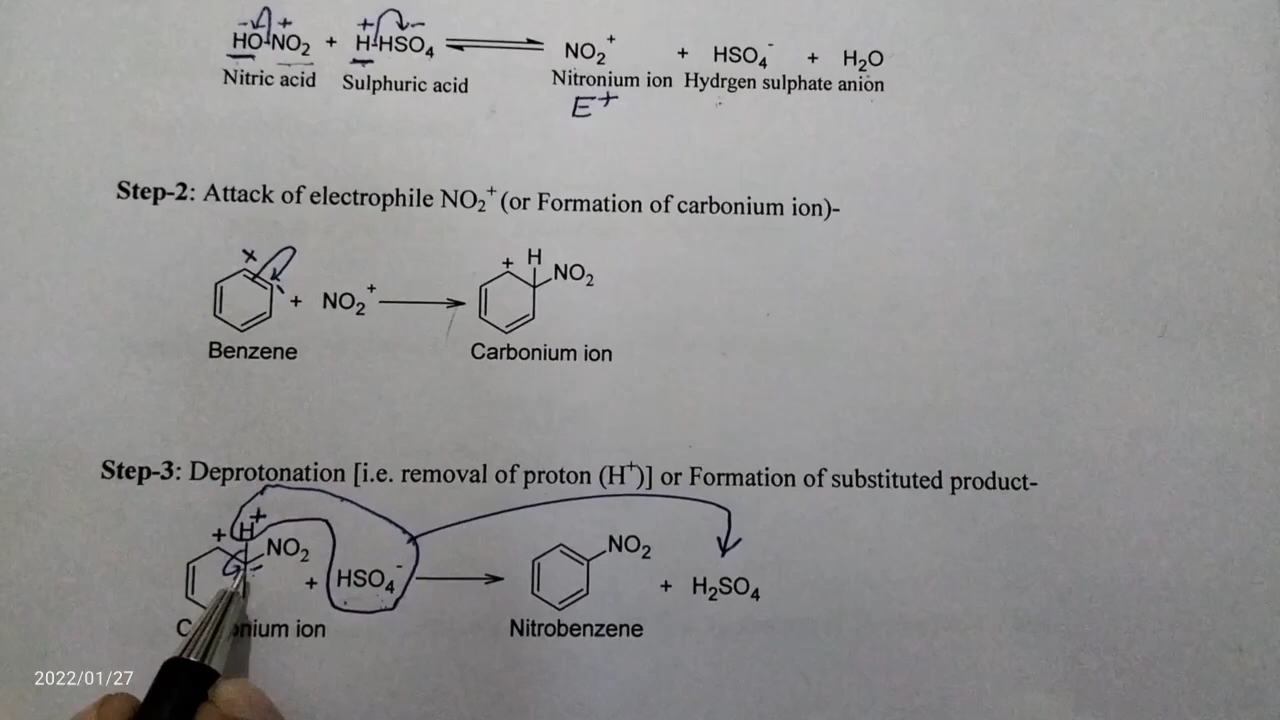 − + + −
HO-NO₂ + H-HSO₄ ⇌ NO₂⁺ + HSO₄⁻ + H₂O
Nitric acid Sulphuric acid Nitronium ion Hydrgen sulphate anion
E+
Step-2: Attack of electrophile NO₂⁺ (or Formation of carbonium ion)-
+ NO₂⁺ ⟶ + H NO₂
Benzene Carbonium ion
Step-3: Deprotonation [i.e. removal of proton (H⁺)] or Formation of substituted product-
+ H + NO₂ + HSO₄⁻ ⟶ NO₂ + H₂SO₄
nium ion Nitrobenzene
2022/01/27